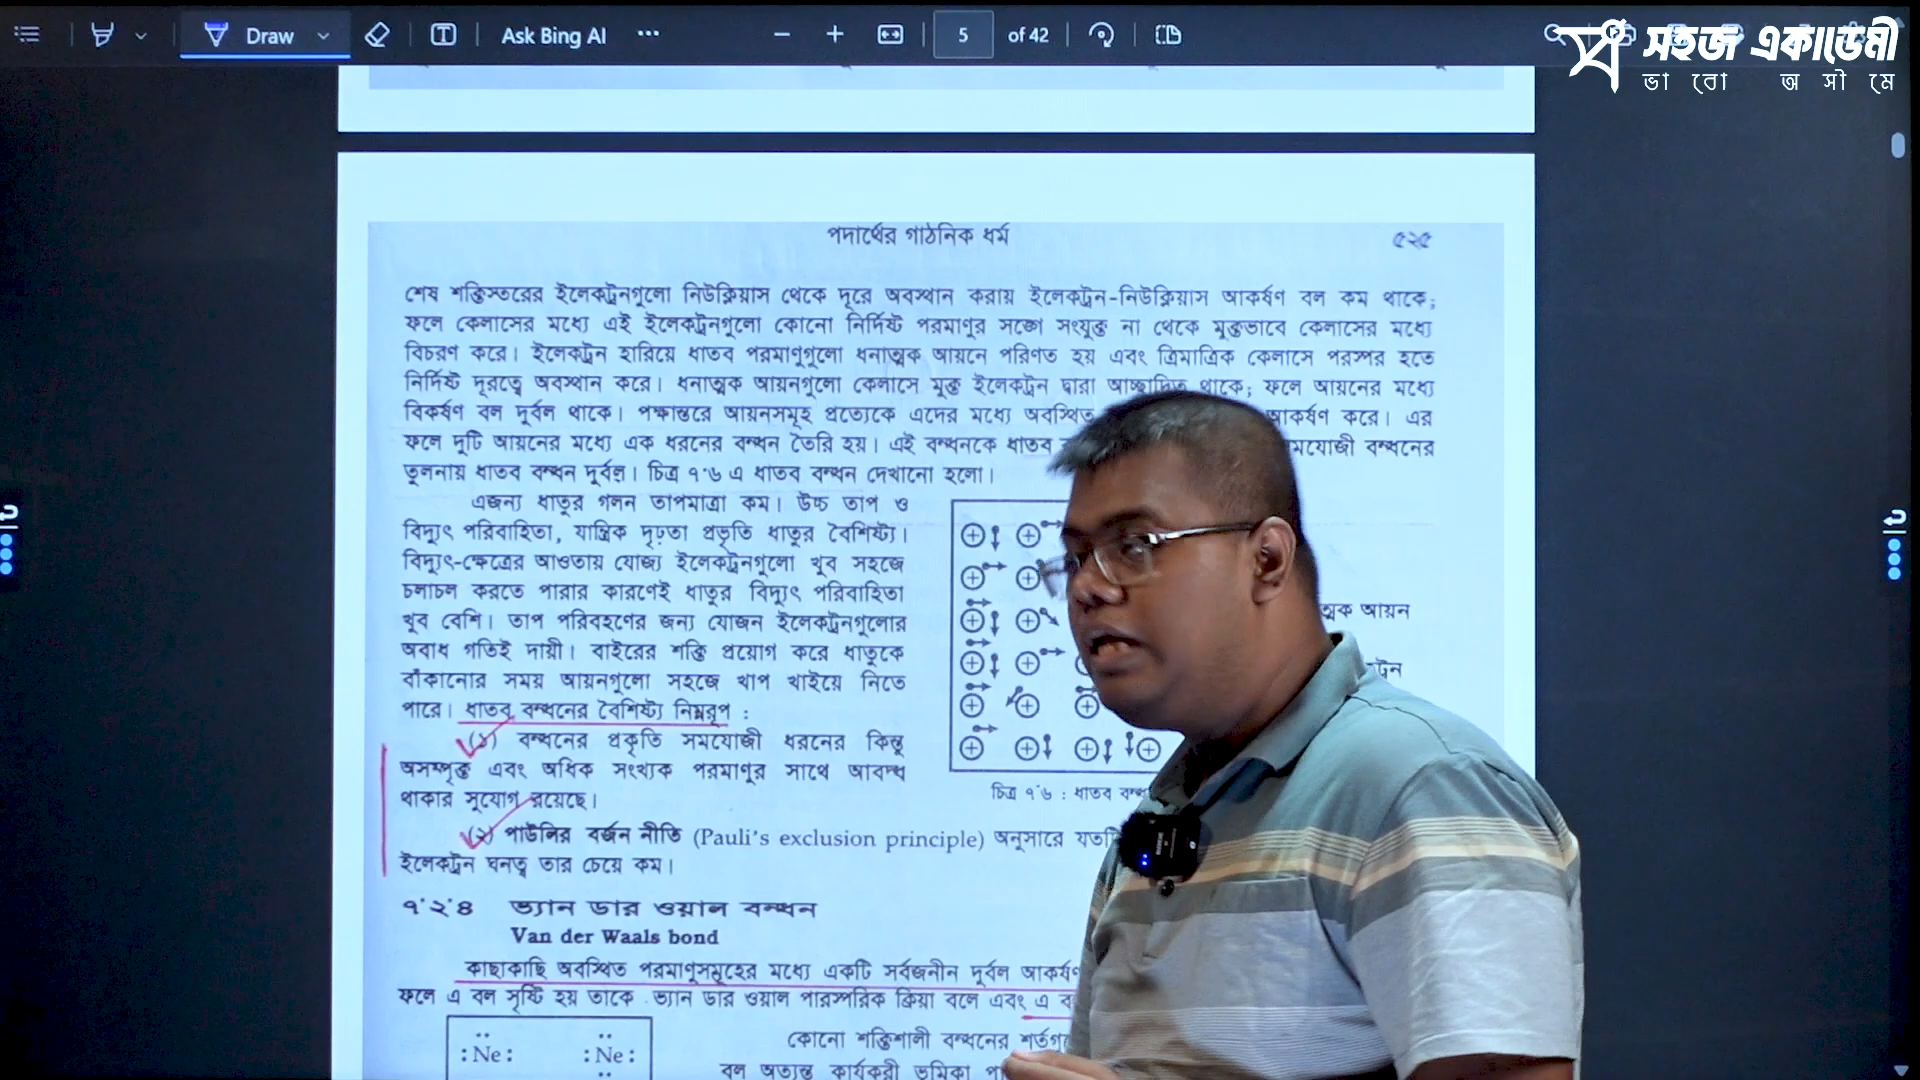 Draw
Ask Bing AI
5 of 42
সহজ একাডেমী
ভাবো অসীমে
পদার্থের গাঠনিক ধর্ম
৫২৫
শেষ শক্তিস্তরের ইলেকট্রনগুলো নিউক্লিয়াস থেকে দূরে অবস্থান করায় ইলেকট্রন-নিউক্লিয়াস আকর্ষণ বল কম থাকে;
ফলে কেলাসের মধ্যে এই ইলেকট্রনগুলো কোনো নির্দিষ্ট পরমাণুর সঙ্গে সংযুক্ত না থেকে মুক্তভাবে কেলাসের মধ্যে
বিচরণ করে। ইলেকট্রন হারিয়ে ধাতব পরমাণুগুলো ধনাত্মক আয়নে পরিণত হয় এবং ত্রিমাত্রিক কেলাসে পরস্পর হতে
নির্দিষ্ট দূরত্বে অবস্থান করে। ধনাত্মক আয়নগুলো কেলাসে মুক্ত ইলেকট্রন দ্বারা আচ্ছাদিত থাকে; ফলে আয়নের মধ্যে
বিকর্ষণ বল দুর্বল থাকে। পক্ষান্তরে আয়নসমূহ প্রত্যেকে এদের মধ্যে অবস্থিত আকর্ষণ করে। এর
ফলে দুটি আয়নের মধ্যে এক ধরনের বন্ধন তৈরি হয়। এই বন্ধনকে ধাতব মযোজী বন্ধনের
তুলনায় ধাতব বন্ধন দুর্বল। চিত্র ৭˙৬ এ ধাতব বন্ধন দেখানো হলো।
এজন্য ধাতুর গলন তাপমাত্রা কম। উচ্চ তাপ ও
বিদ্যুৎ পরিবাহিতা, যান্ত্রিক দৃঢ়তা প্রভৃতি ধাতুর বৈশিষ্ট্য।
বিদ্যুৎ-ক্ষেত্রের আওতায় যোজ্য ইলেকট্রনগুলো খুব সহজে
চলাচল করতে পারার কারণেই ধাতুর বিদ্যুৎ পরিবাহিতা
খুব বেশি। তাপ পরিবহণের জন্য যোজন ইলেকট্রনগুলোর
অবাধ গতিই দায়ী। বাইরের শক্তি প্রয়োগ করে ধাতুকে
বাঁকানোর সময় আয়নগুলো সহজে খাপ খাইয়ে নিতে
পারে। ধাতব বন্ধনের বৈশিষ্ট্য নিম্নরূপ :
ত্মক আয়ন
ট্রন
(১) বন্ধনের প্রকৃতি সমযোজী ধরনের কিন্তু
অসম্পৃক্ত এবং অধিক সংখ্যক পরমাণুর সাথে আবদ্ধ
থাকার সুযোগ রয়েছে।
চিত্র ৭˙৬ : ধাতব
(২) পাউলির বর্জন নীতি (Pauli's exclusion principle) অনুসারে
ইলেকট্রন ঘনত্ব তার চেয়ে কম।
৭˙২˙৪ ভ্যান ডার ওয়াল বন্ধন
Van der Waals bond
কাছাকাছি অবস্থিত পরমাণুসমূহের মধ্যে একটি সর্বজনীন দুর্বল আকর্ষণ
ফলে এ বল সৃষ্টি হয় তাকে ভ্যান ডার ওয়াল পারস্পরিক ক্রিয়া বলে এবং এ
কোনো শক্তিশালী বন্ধনের
:Ne: :Ne:
বল অত্যন্ত কার্যকরী ভূমিকা